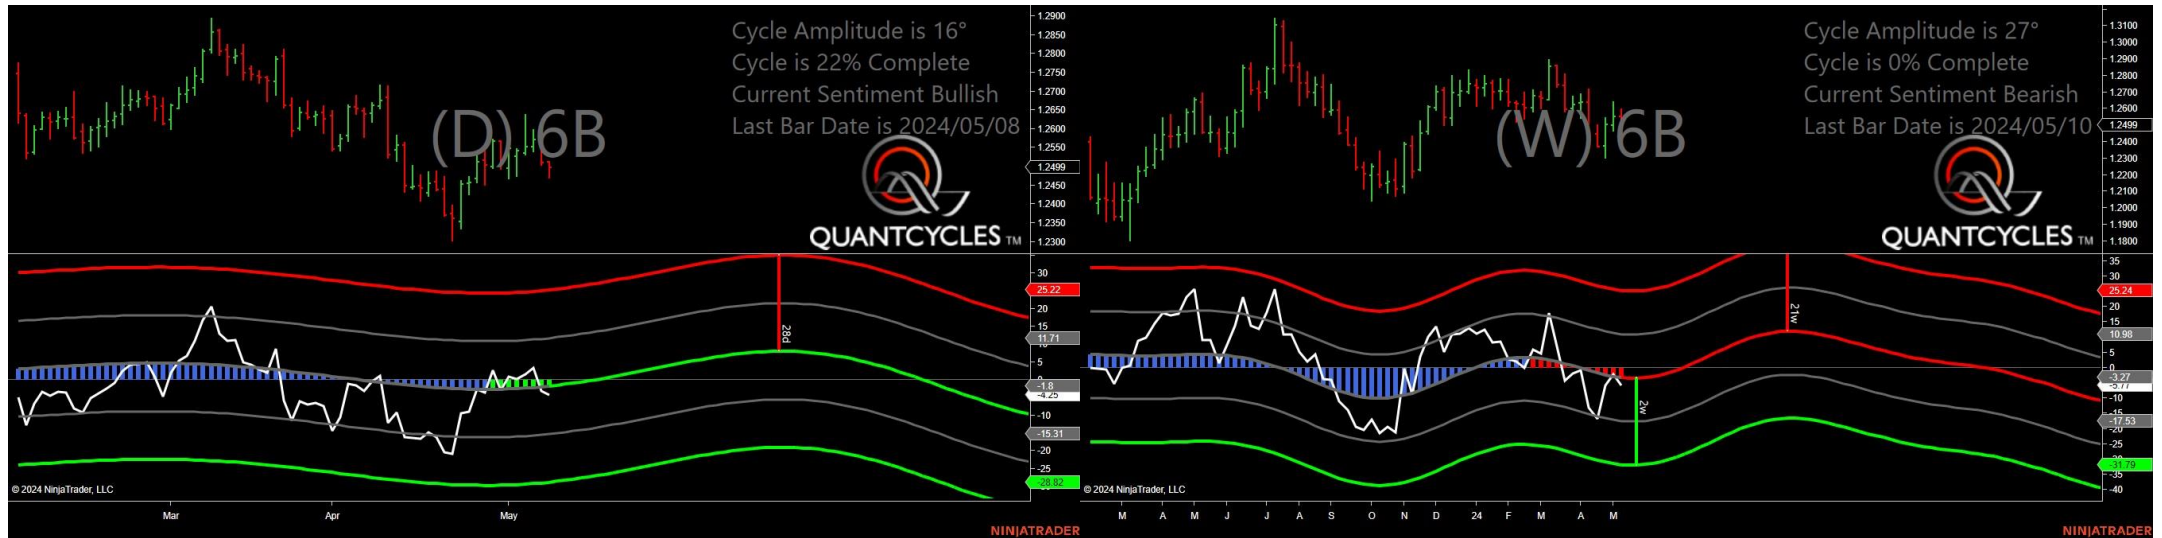 Cycle Amplitude is 16°
Cycle is 22% Complete
Current Sentiment Bullish
Last Bar Date is 2024/05/08
(D) 6B
QUANTCYCLES TM
1.2900
1.2850
1.2800
1.2750
1.2700
1.2650
1.2600
1.2550
1.2499
1.2450
1.2400
1.2350
1.2300
30
25.22
20
15
11.71
5
-1.8
-4.25
-10
-15.31
-20
-25
-28.82
28d
© 2024 NinjaTrader, LLC
Mar Apr May
NINJATRADER
Cycle Amplitude is 27°
Cycle is 0% Complete
Current Sentiment Bearish
Last Bar Date is 2024/05/10
(W) 6B
QUANTCYCLES TM
1.3100
1.3000
1.2900
1.2800
1.2700
1.2600
1.2499
1.2400
1.2300
1.2200
1.2100
1.2000
1.1900
1.1800
35
30
25.24
20
15
10.98
5
0
-3.27
-5.77
-10
-15
-17.53
-20
-25
-31.79
-35
-40
21w
2w
© 2024 NinjaTrader, LLC
M A M J J A S O N D 24 F M A M
NINJATRADER